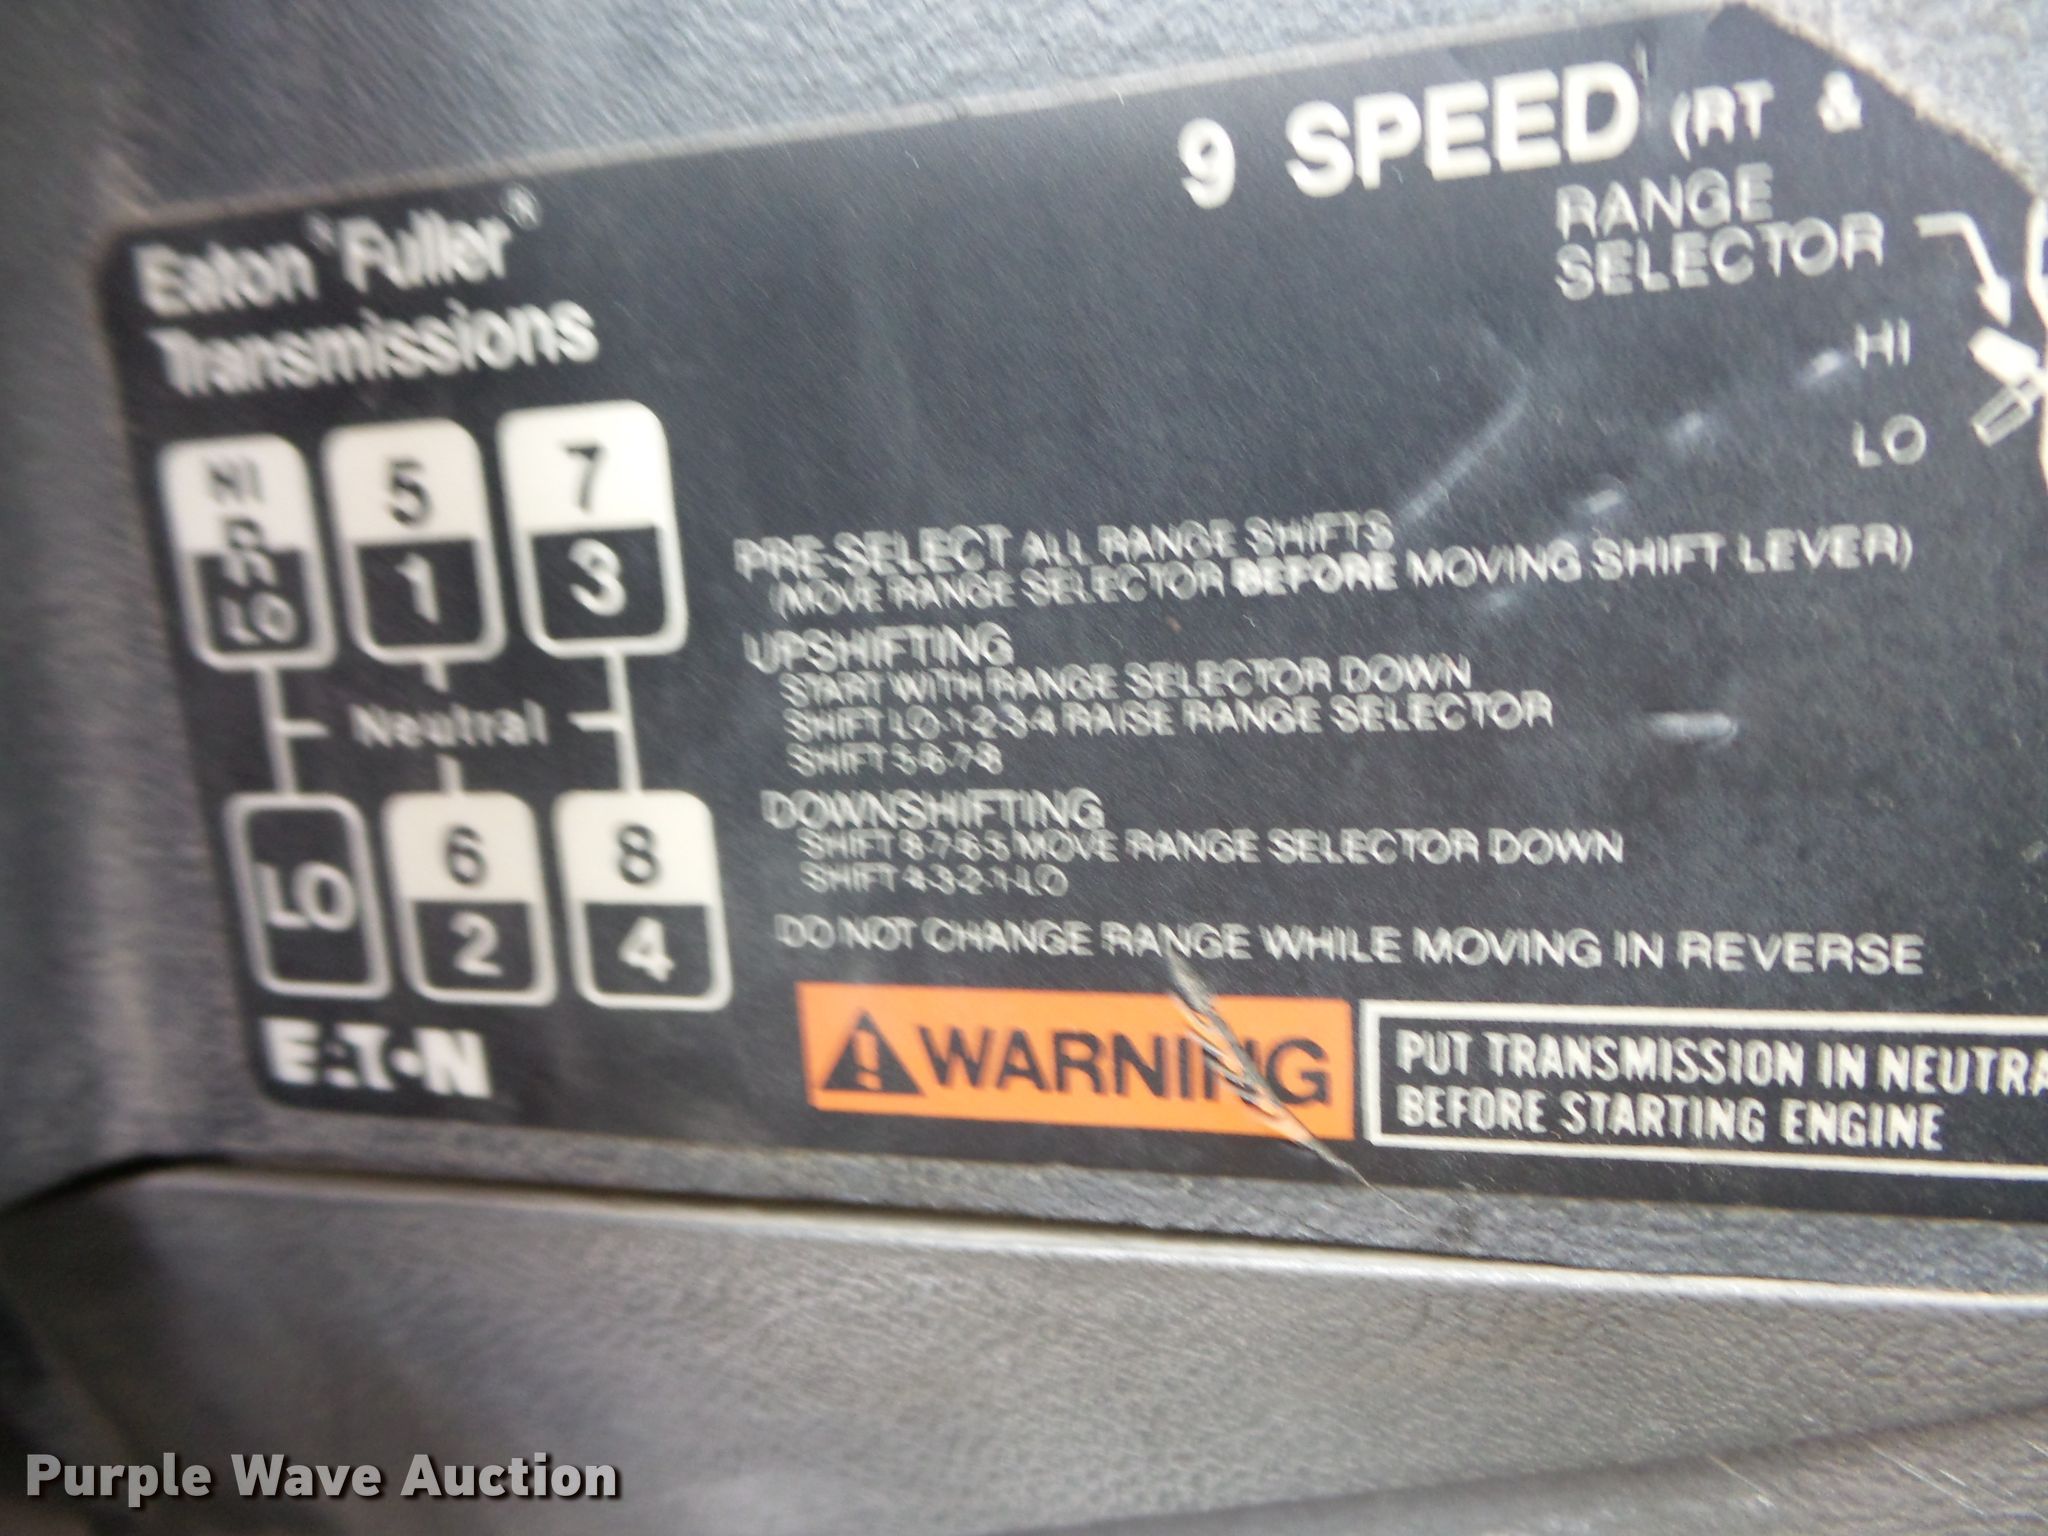 9 SPEED (RT &
Eaton "Fuller"
Transmissions
RANGE
SELECTOR
HI
LO
HI
R
LO
5
1
7
3
Neutral
LO
6
2
8
4
PRE-SELECT ALL RANGE SHIFTS
(MOVE RANGE SELECTOR BEFORE MOVING SHIFT LEVER)
UPSHIFTING
START WITH RANGE SELECTOR DOWN
SHIFT LO-1-2-3-4 RAISE RANGE SELECTOR
SHIFT 5-6-7-8
DOWNSHIFTING
SHIFT 8-7-6-5 MOVE RANGE SELECTOR DOWN
SHIFT 4-3-2-1-LO
DO NOT CHANGE RANGE WHILE MOVING IN REVERSE
WARNING
PUT TRANSMISSION IN NEUTRA
BEFORE STARTING ENGINE
EATON
Purple Wave Auction